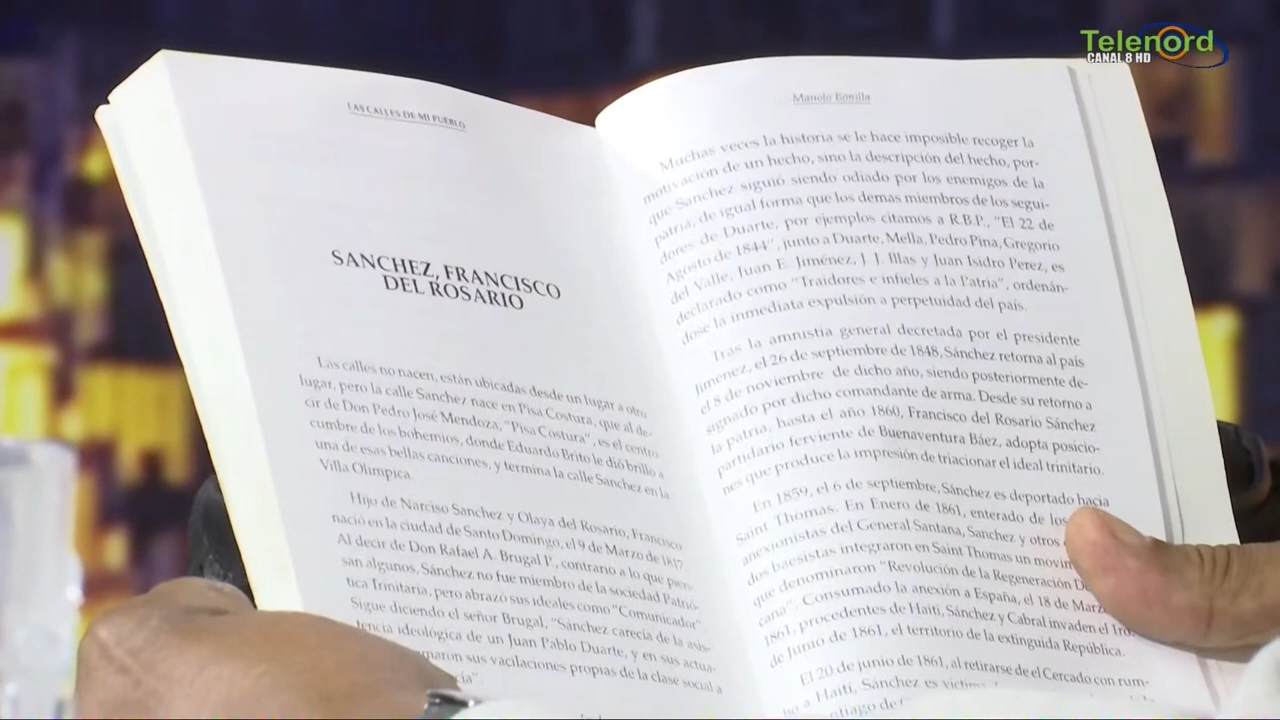 Telenord
CANAL 8 HD
LAS CALLES DE MI PUEBLO
SANCHEZ, FRANCISCO
DEL ROSARIO
Las calles no nacen, están ubicadas desde un lugar a otro
lugar, pero la calle Sanchez nace en Pisa Costura, que al de-
cir de Don Pedro José Mendoza, "Pisa Costura", es el centro
cumbre de los bohemios, donde Eduardo Brito le dió brillo a
una de esas bellas canciones, y termina la calle Sanchez en la
Villa Olimpica.
Hijo de Narciso Sanchez y Olaya del Rosario, Francisco
nació en la ciudad de Santo Domingo, el 9 de Marzo de 1817.
Al decir de Don Rafael A. Brugal P., contrario a lo que pien-
san algunos, Sánchez no fue miembro de la sociedad Patrió-
tica Trinitaria, pero abrazó sus ideales como "Comunicador".
Sigue diciendo el señor Brugal, "Sánchez carecía de la asis-
tencia ideológica de un Juan Pablo Duarte, y en sus actua-
maron sus vacilaciones propias de la clase social a
cia".
Manolo Bonilla
Muchas veces la historia se le hace imposible recoger la
motivación de un hecho, sino la descripción del hecho, por-
que Sanchez siguió siendo odiado por los enemigos de la
patria, de igual forma que los demas miembros de los segui-
dores de Duarte, por ejemplos citamos a R.B.P., "El 22 de
Agosto de 1844", junto a Duarte, Mella, Pedro Pina, Gregorio
del Valle, Juan E. Jiménez, J. J. Illas y Juan Isidro Perez, es
declarado como "Traidores e infieles a la Patria", ordenán-
dose la inmediata expulsión a perpetuidad del país.
Tras la amnistia general decretada por el presidente
Jimenez, el 26 de septiembre de 1848, Sánchez retorna al país
el 8 de noviembre de dicho año, siendo posteriormente de-
signado por dicho comandante de arma. Desde su retorno a
la patria, hasta el año 1860, Francisco del Rosario Sánchez
partidario ferviente de Buenaventura Báez, adopta posicio-
nes que produce la impresión de triacionar el ideal trinitario.
En 1859, el 6 de septiembre, Sánchez es deportado hacia
Saint Thomas. En Enero de 1861, enterado de los
anexionistas del General Santana, Sanchez y otros
dos baesistas integraron en Saint Thomas un movim
que denominaron "Revolución de la Regeneración Do
cana". Consumado la anexión a España, el 18 de Marz
1861, procedentes de Haití, Sánchez y Cabral invaden el 1ro.
de Junio de 1861, el territorio de la extinguida República.
El 20 de junio de 1861, al retirarse de el Cercado con rum-
a Haití, Sánchez es victima